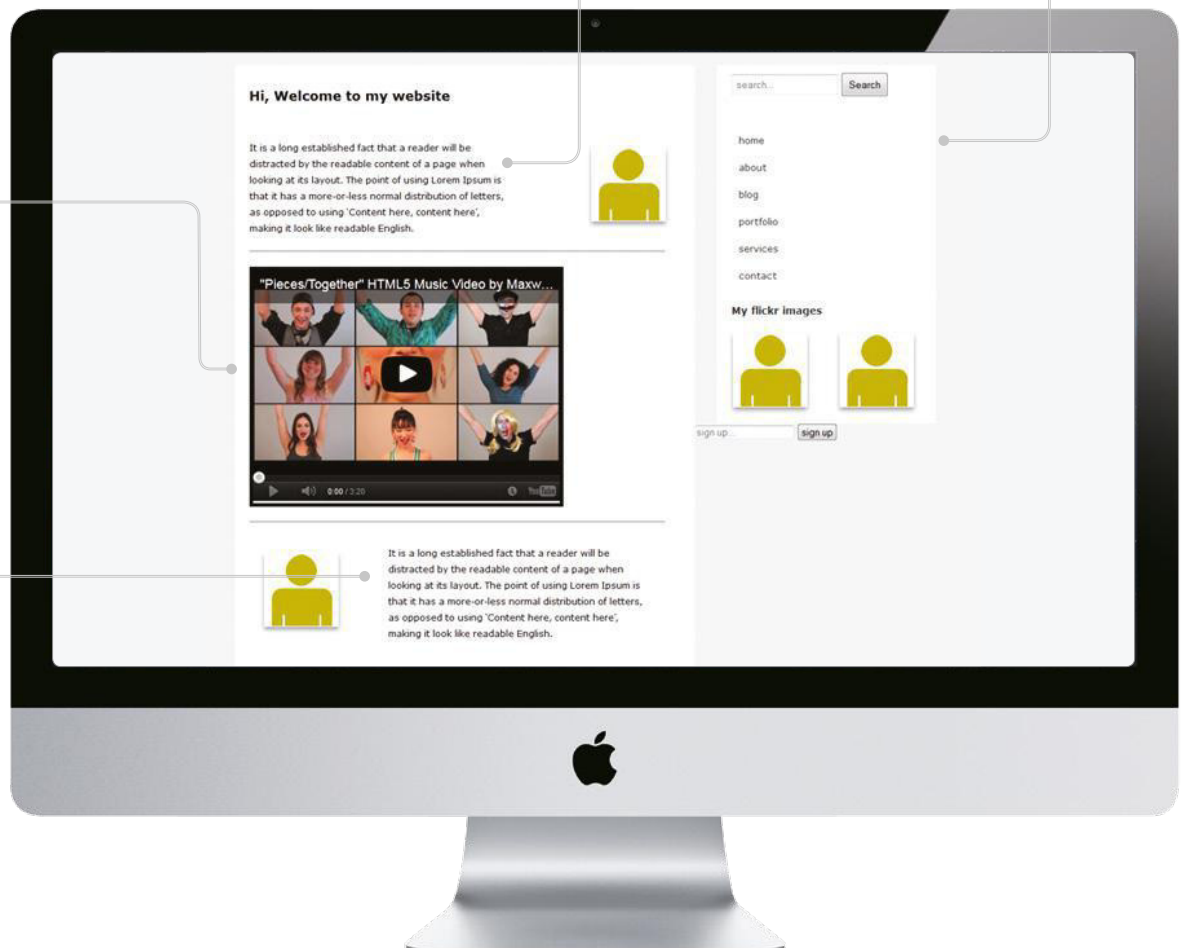 Hi, Welcome to my website
It is a long established fact that a reader will be
distracted by the readable content of a page when
looking at its layout. The point of using Lorem Ipsum is
that it has a more-or-less normal distribution of letters,
as opposed to using ‘Content here, content here’,
making it look like readable English.
"Pieces/Together" HTML5 Music Video by Maxw...
0:00 / 3:20
YouTube
It is a long established fact that a reader will be
distracted by the readable content of a page when
looking at its layout. The point of using Lorem Ipsum is
that it has a more-or-less normal distribution of letters,
as opposed to using ‘Content here, content here’,
making it look like readable English.
search... Search
home
about
blog
portfolio
services
contact
My flickr images
sign up... sign up